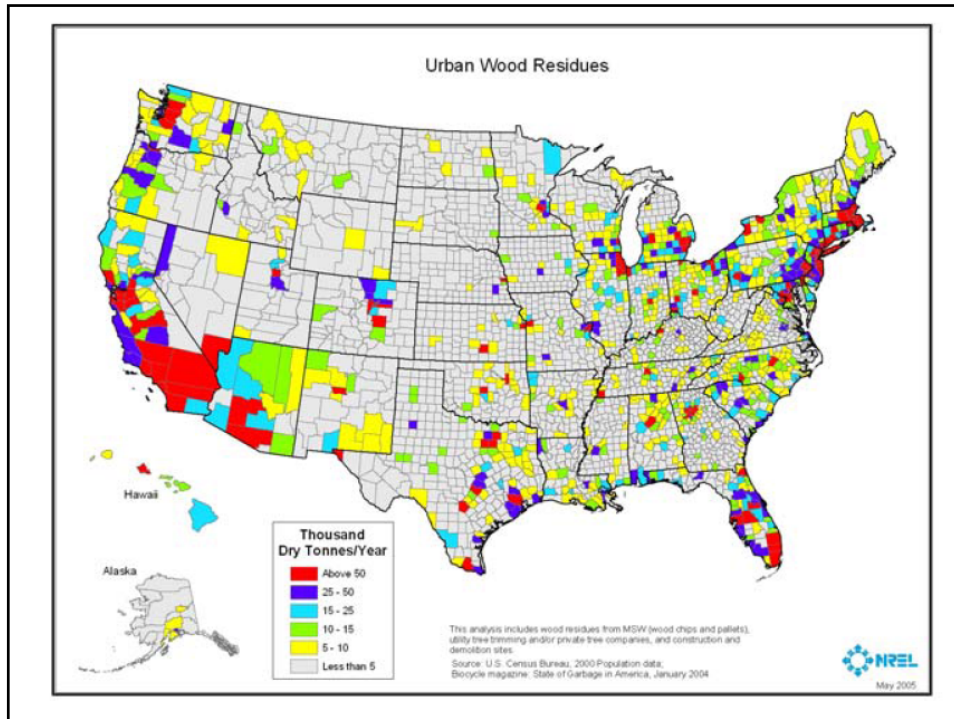 Urban Wood Residues
Hawaii
Alaska
Thousand
Dry Tonnes/Year
Above 50
25 - 50
15 - 25
10 - 15
5 - 10
Less than 5
This analysis includes wood residues from MSW (wood chips and pallets),
utility tree trimming and/or private tree companies, and construction and
demolition sites.
Source: U.S. Census Bureau, 2000 Population data;
Biocycle magazine: State of Garbage in America, January 2004
NREL
May 2005